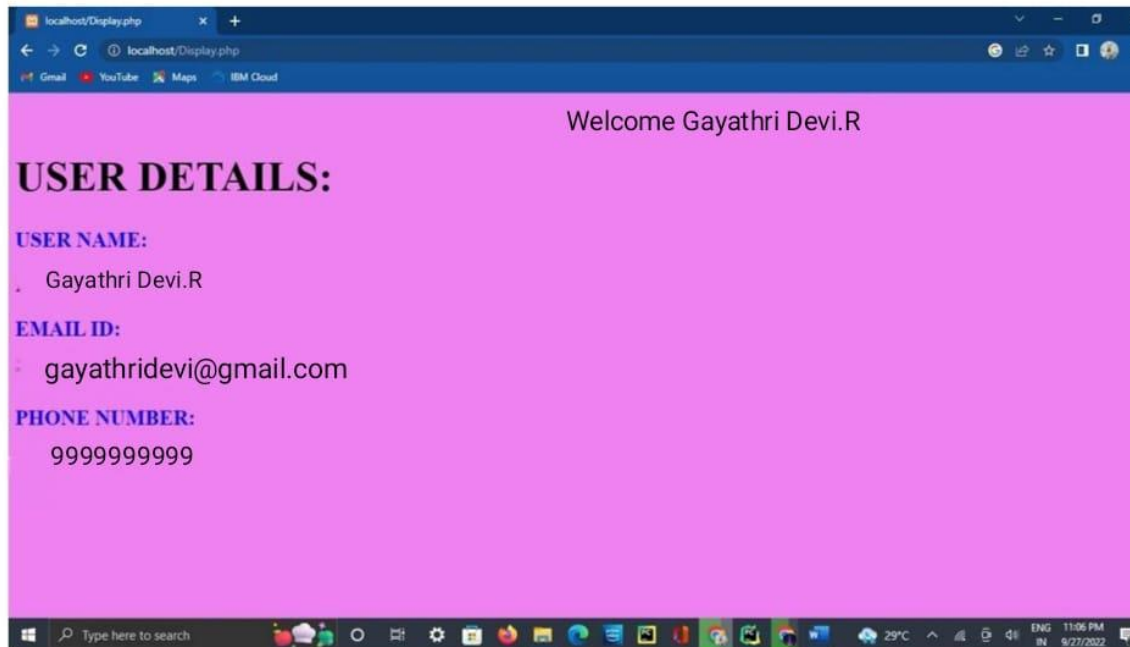 localhost/Display.php
localhost/Display.php
Gmail YouTube Maps IBM Cloud
Welcome Gayathri Devi.R
USER DETAILS:
USER NAME:
Gayathri Devi.R
EMAIL ID:
gayathridevi@gmail.com
PHONE NUMBER:
9999999999
Type here to search 29°C ENG 11:06 PM
IN 9/27/2022